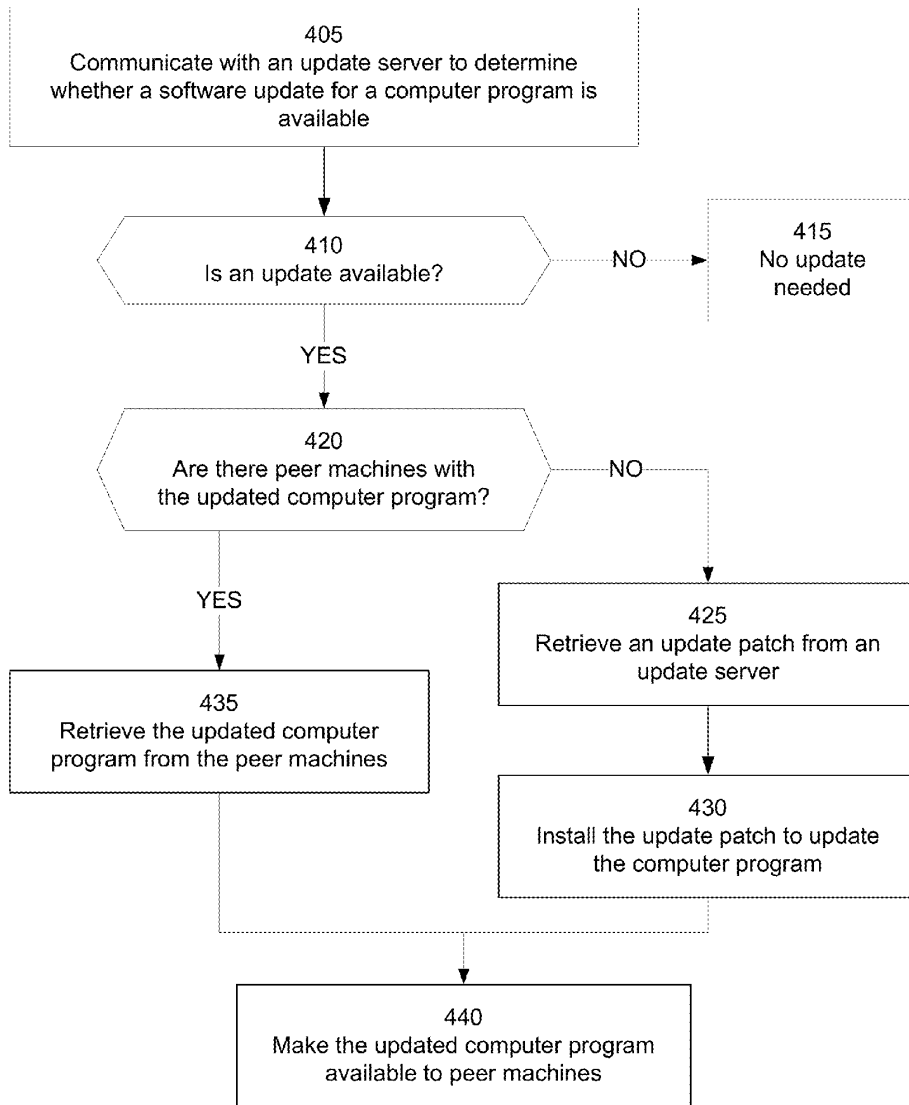 405
Communicate with an update server to determine
whether a software update for a computer program is
available
410
Is an update available?
NO
415
No update
needed
YES
420
Are there peer machines with
the updated computer program?
NO
YES
425
Retrieve an update patch from an
update server
435
Retrieve the updated computer
program from the peer machines
430
Install the update patch to update
the computer program
440
Make the updated computer program
available to peer machines